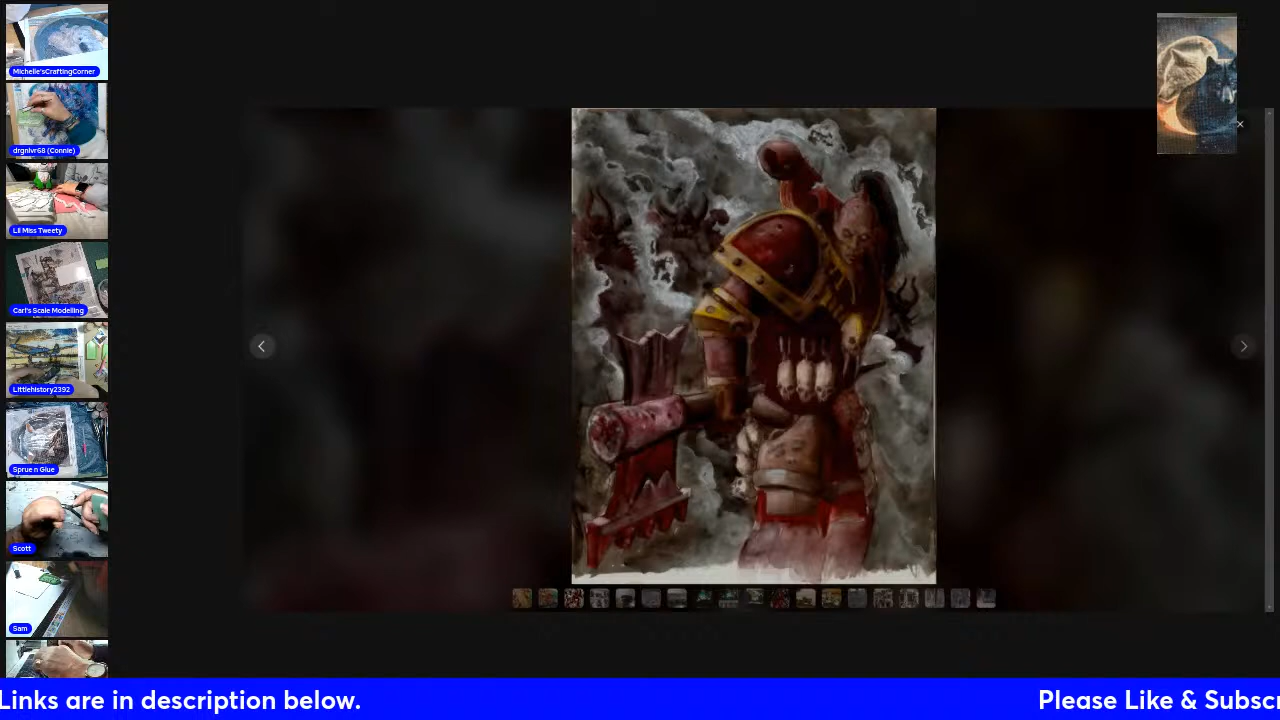 Michelle'sCraftingCorner
drgnlvr68 (Connie)
Lil Miss Tweety
Carl's Scale Modelling
Littlehistory2392
Sprue n Glue
Scott
Sam
Links are in description below.
Please Like & Subscr